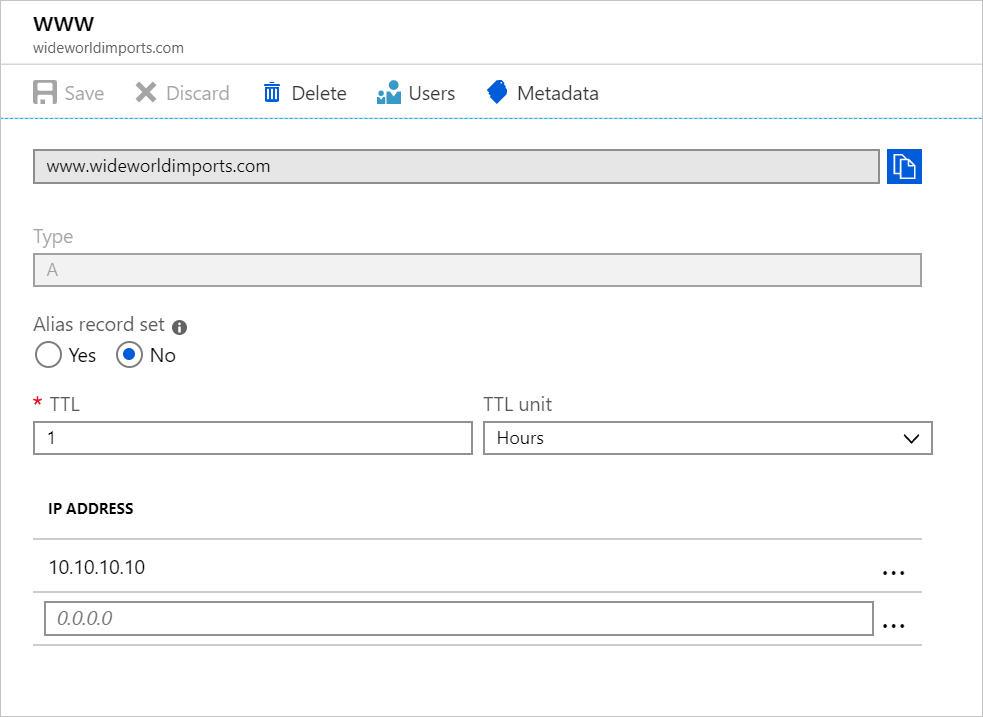 www
wideworldimports.com
Save Discard Delete Users Metadata
www.wideworldimports.com
Type
A
Alias record set
Yes No
* TTL TTL unit
1 Hours
IP ADDRESS
10.10.10.10 ...
0.0.0.0 ...